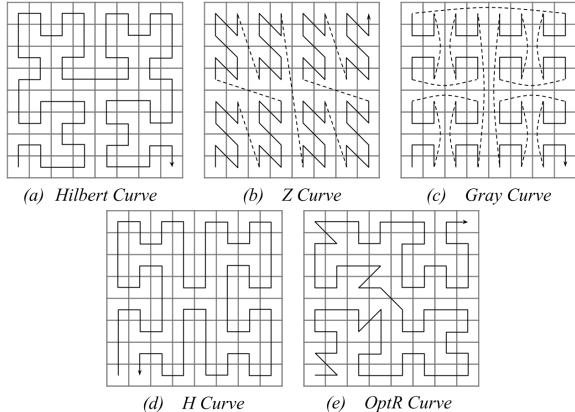 (a) Hilbert Curve
(b) Z Curve
(c) Gray Curve
(d) H Curve
(e) OptR Curve